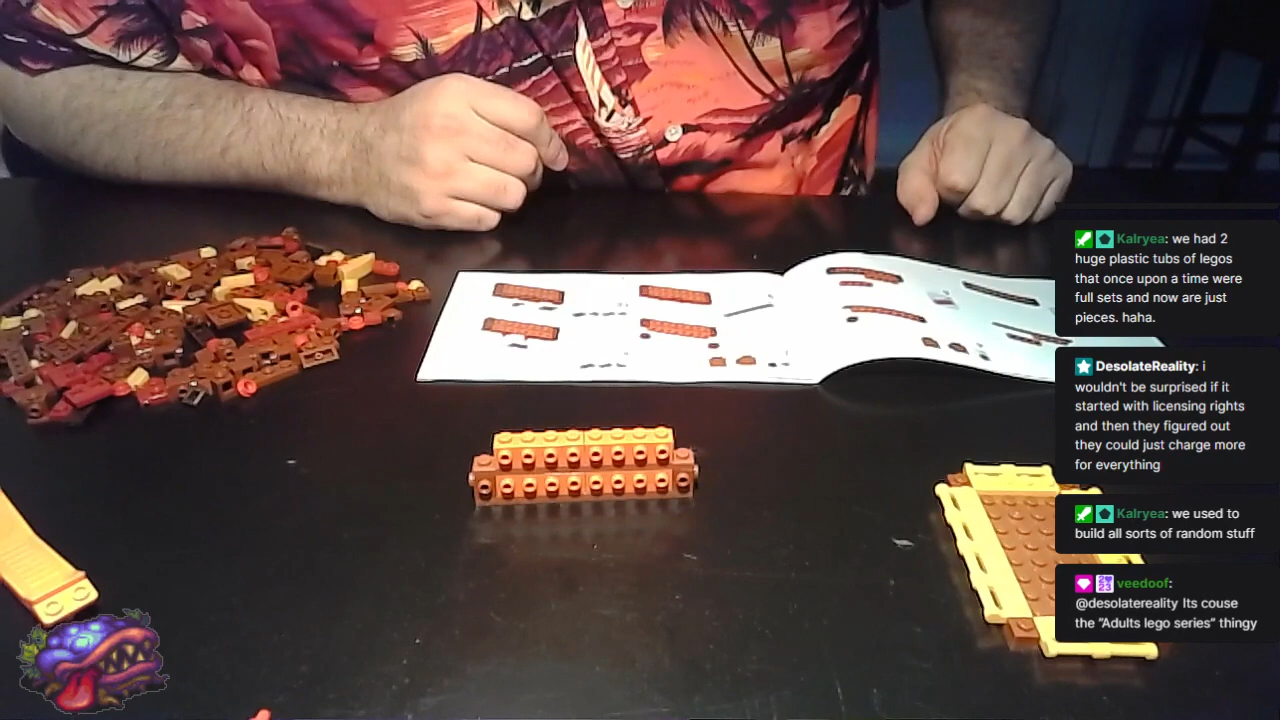 Kalryea: we had 2
huge plastic tubs of legos
that once upon a time were
full sets and now are just
pieces. haha.
DesolateReality: i
wouldn't be surprised if it
started with licensing rights
and then they figured out
they could just charge more
for everything
Kalryea: we used to
build all sorts of random stuff
2 23 veedoof:
@desolatereality Its couse
the "Adults lego series" thingy